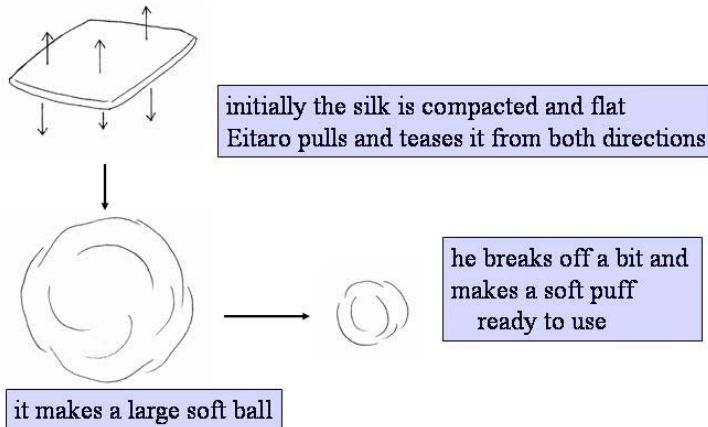 initially the silk is compacted and flat
Eitaro pulls and teases it from both directions
he breaks off a bit and
makes a soft puff
ready to use
it makes a large soft ball